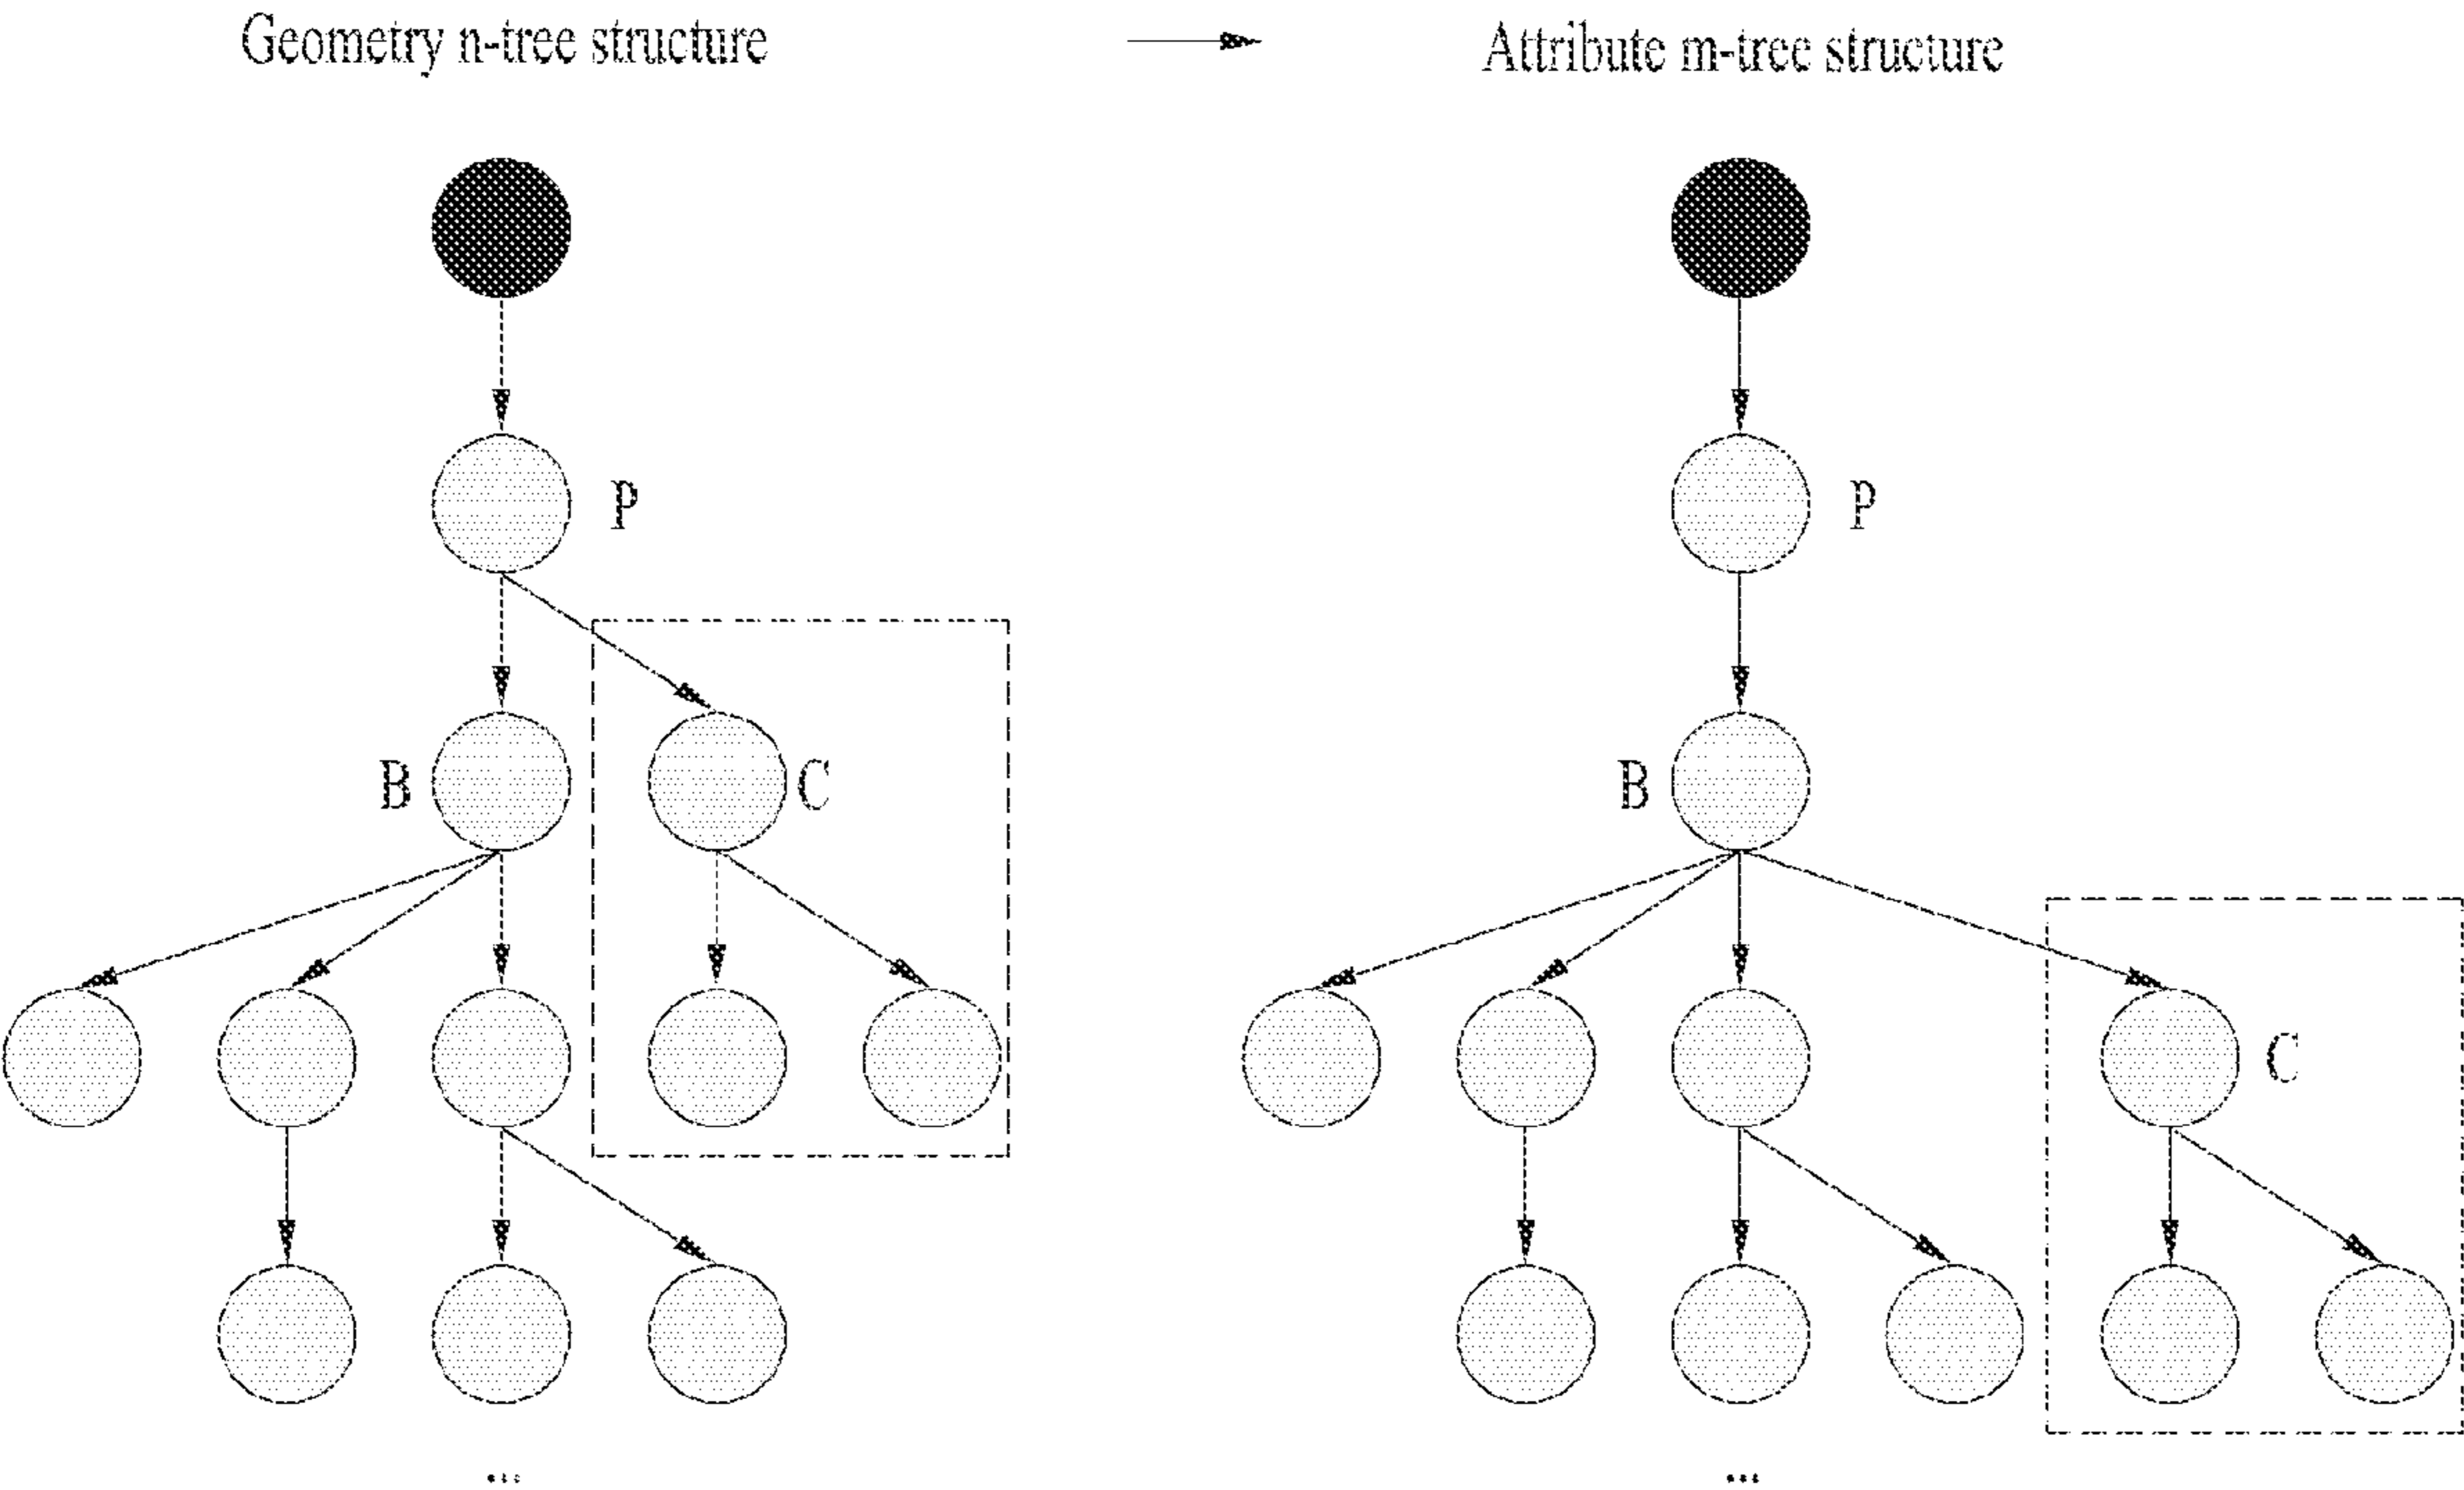 Geometry n-tree structure
Attribute m-tree structure
P
P
B
C
B
C
...
...